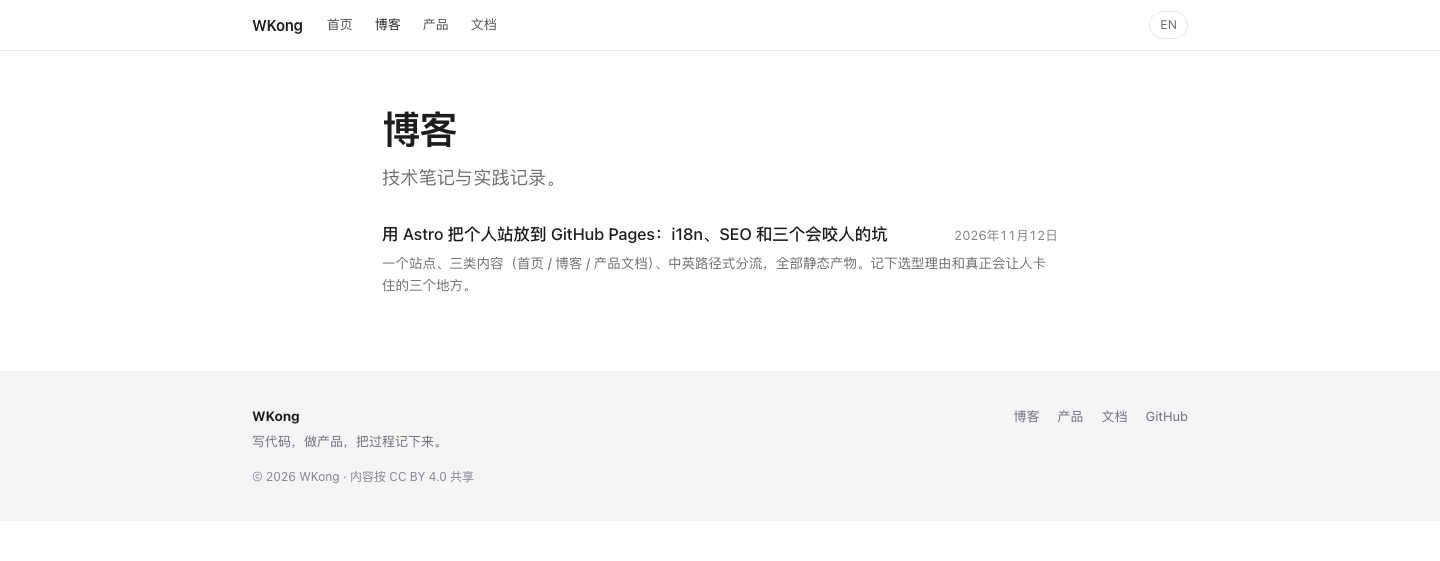 WKong 首页 博客 产品 文档 EN
博客
技术笔记与实践记录。
用 Astro 把个人站放到 GitHub Pages：i18n、SEO 和三个会咬人的坑 2026年11月12日
一个站点、三类内容（首页 / 博客 / 产品文档）、中英路径式分流，全部静态产物。记下选型理由和真正会让人卡
住的三个地方。
WKong 博客 产品 文档 GitHub
写代码，做产品，把过程记下来。
© 2026 WKong · 内容按 CC BY 4.0 共享